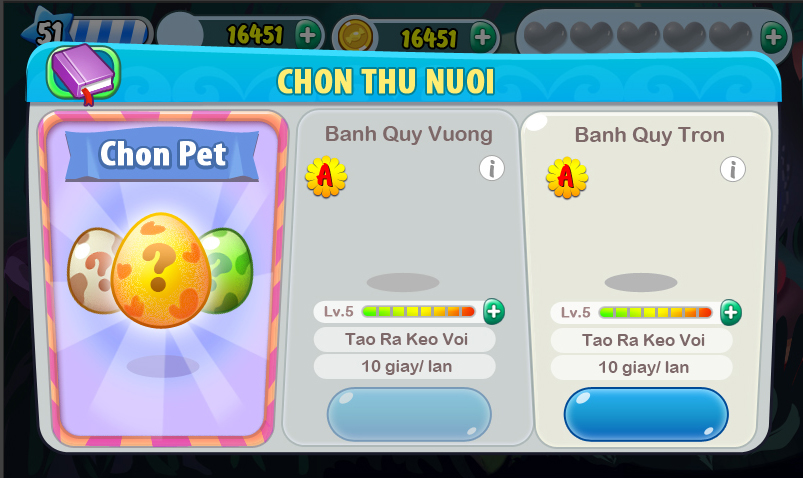 51
16451
16451
CHON THU NUOI
Chon Pet
? ? ?
Banh Quy Vuong
A
i
Lv.5
Tao Ra Keo Voi
10 giay/ lan
Banh Quy Tron
A
i
Lv.5
Tao Ra Keo Voi
10 giay/ lan